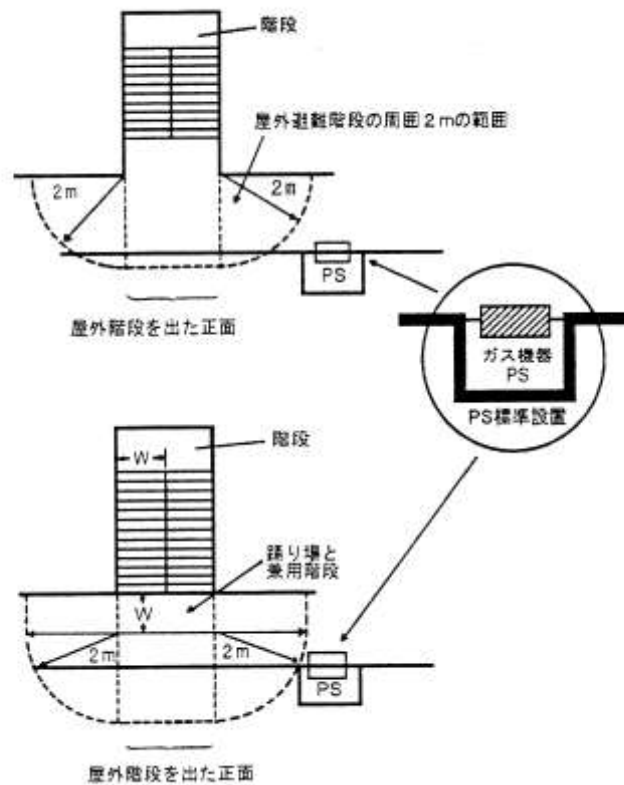 階段
屋外避難階段の周囲2mの範囲
2m
2m
PS
屋外階段を出た正面
ガス機器
PS
PS標準設置
階段
W
踊り場と
兼用階段
W
2m
2m
PS
屋外階段を出た正面